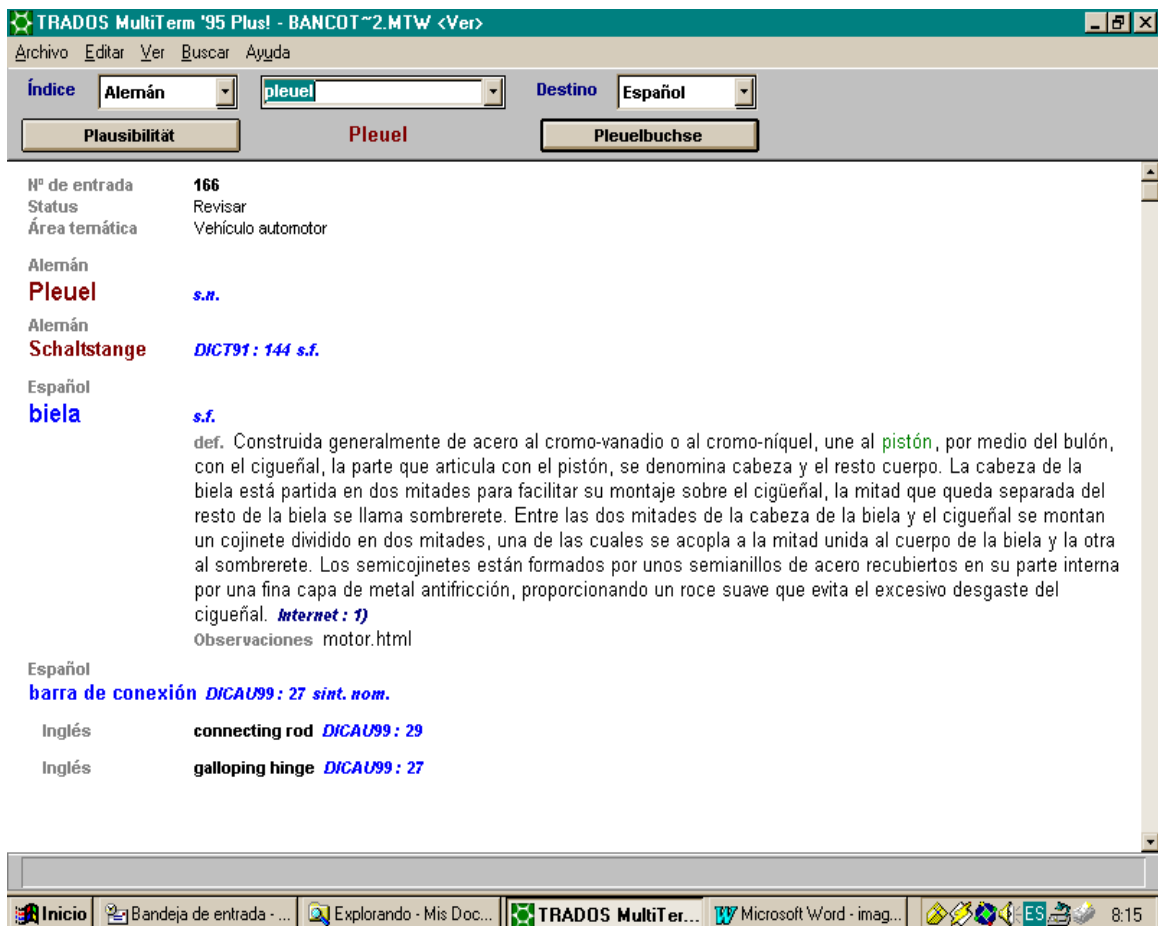 TRADOS MultiTerm '95 Plus! - BANCOT~2.MTW <Ver>
Archivo Editar Ver Buscar Ayuda
Índice Alemán pleuel Destino Español
Plausibilität Pleuel Pleuelbuchse
Nº de entrada 166
Status Revisar
Área temática Vehículo automotor
Alemán
Pleuel s.n.
Alemán
Schaltstange DICT91 : 144 s.f.
Español
biela s.f.
def. Construida generalmente de acero al cromo-vanadio o al cromo-níquel, une al pistón, por medio del bulón,
con el cigueñal, la parte que articula con el pistón, se denomina cabeza y el resto cuerpo. La cabeza de la
biela está partida en dos mitades para facilitar su montaje sobre el cigüeñal, la mitad que queda separada del
resto de la biela se llama sombrerete. Entre las dos mitades de la cabeza de la biela y el cigueñal se montan
un cojinete dividido en dos mitades, una de las cuales se acopla a la mitad unida al cuerpo de la biela y la otra
al sombrerete. Los semicojinetes están formados por unos semianillos de acero recubiertos en su parte interna
por una fina capa de metal antifricción, proporcionando un roce suave que evita el excesivo desgaste del
cigueñal. Internet : 1)
Observaciones motor.html
Español
barra de conexión DICAU99 : 27 sint. nom.
Inglés connecting rod DICAU99 : 29
Inglés galloping hinge DICAU99 : 27
Inicio Bandeja de entrada - ... Explorando - Mis Doc... TRADOS MultiTer... Microsoft Word - imag... ES 8:15